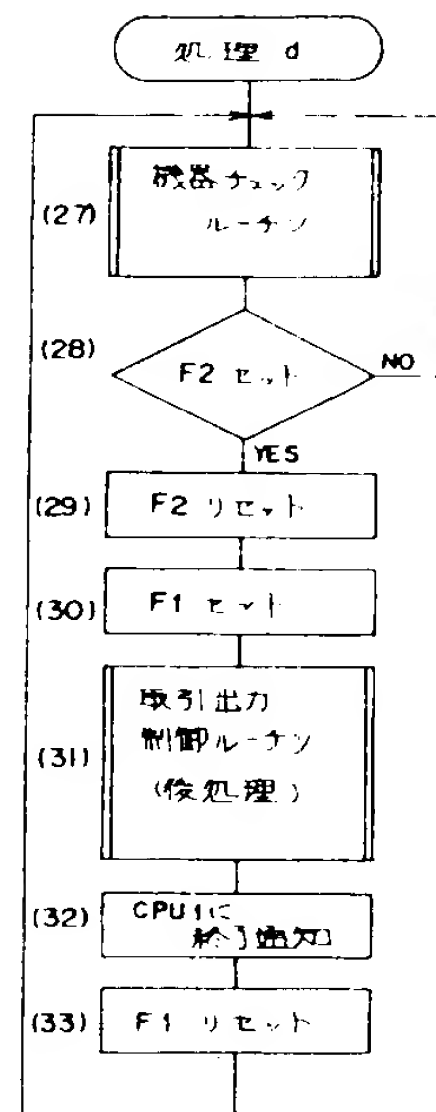 処理 d
(27)
機器チェック
ルーチン
(28)
F2 セット
NO
YES
(29)
F2 リセット
(30)
F1 セット
(31)
取引出力
制御ルーチン
(後処理)
(32)
CPU1に
終了通知
(33)
F1 リセット